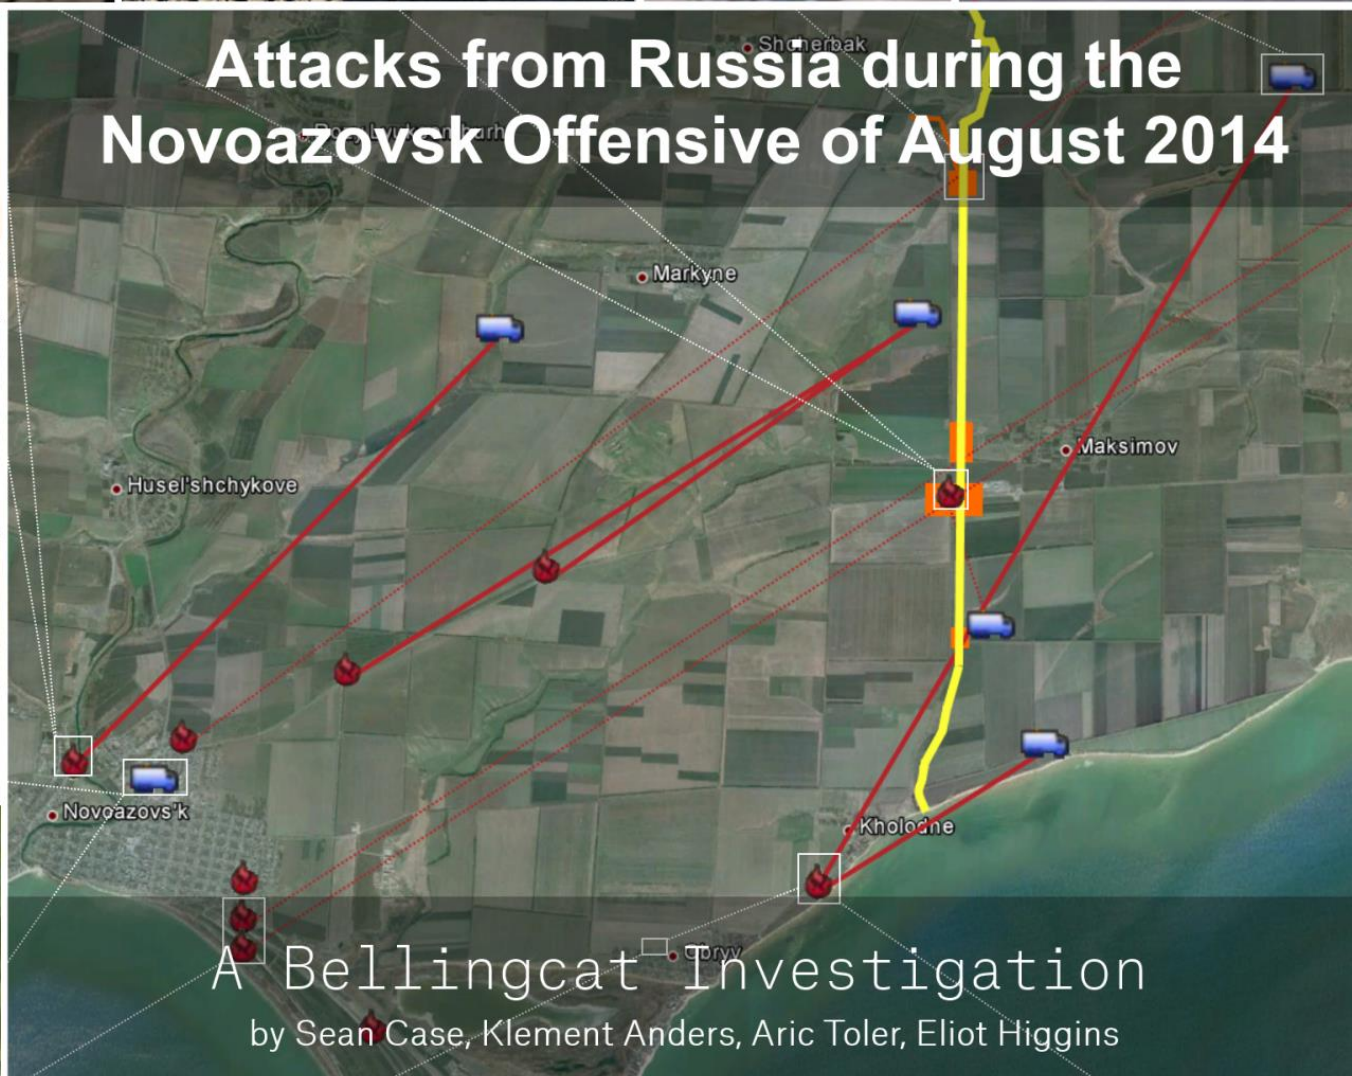 Shcherbak
Attacks from Russia during the
Novoazovsk Offensive of August 2014
Markyne
Maksimov
Husel'shchykove
Novoazovs'k
Kholodne
Obryv
A Bellingcat Investigation
by Sean Case, Klement Anders, Aric Toler, Eliot Higgins